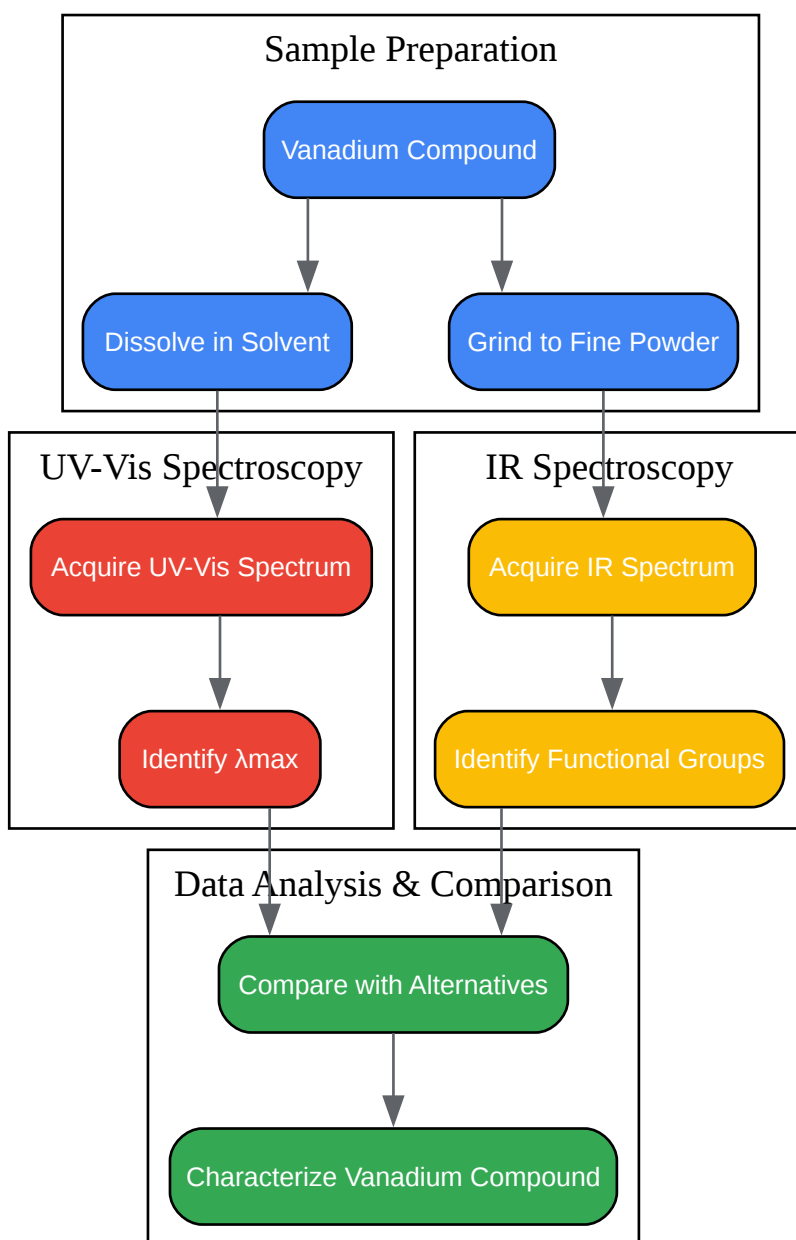 Sample Preparation
Vanadium Compound
Dissolve in Solvent
Grind to Fine Powder
UV-Vis Spectroscopy
IR Spectroscopy
Acquire UV-Vis Spectrum
Acquire IR Spectrum
Identify λmax
Identify Functional Groups
Data Analysis & Comparison
Compare with Alternatives
Characterize Vanadium Compound